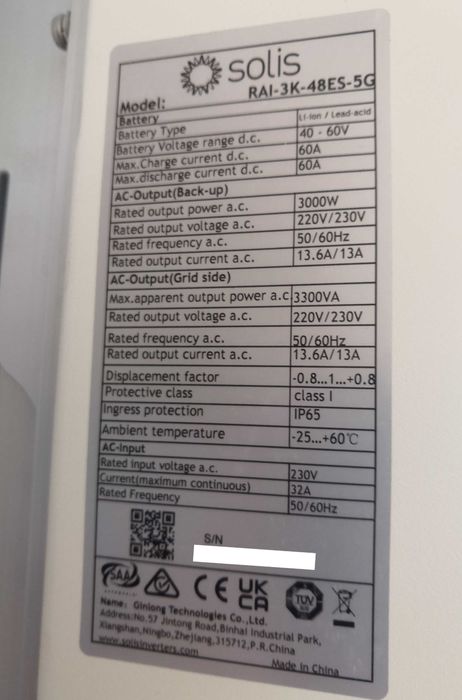 solis
Model: RAI-3K-48ES-5G
Battery
Battery Type Li-ion / Lead-acid
Battery Voltage range d.c. 40 - 60V
Max.Charge current d.c. 60A
Max.discharge current d.c. 60A
AC-Output(Back-up)
Rated output power a.c. 3000W
Rated output voltage a.c. 220V/230V
Rated frequency a.c. 50/60Hz
Rated output current a.c. 13.6A/13A
AC-Output(Grid side)
Max.apparent output power a.c. 3300VA
Rated output voltage a.c. 220V/230V
Rated frequency a.c. 50/60Hz
Rated output current a.c. 13.6A/13A
Displacement factor -0.8...1...+0.8
Protective class class I
Ingress protection IP65
Ambient temperature -25...+60℃
AC-Input
Rated input voltage a.c. 230V
Current(maximum continuous) 32A
Rated Frequency 50/60Hz
S/N
SAA CE UK CA TÜV
Name: Ginlong Technologies Co.,Ltd.
Address:No.57 Jintong Road,Binhai Industrial Park,
Xiangshan,Ningbo,Zhejiang,315712,P.R.China
www.solisinverters.com
Made in China